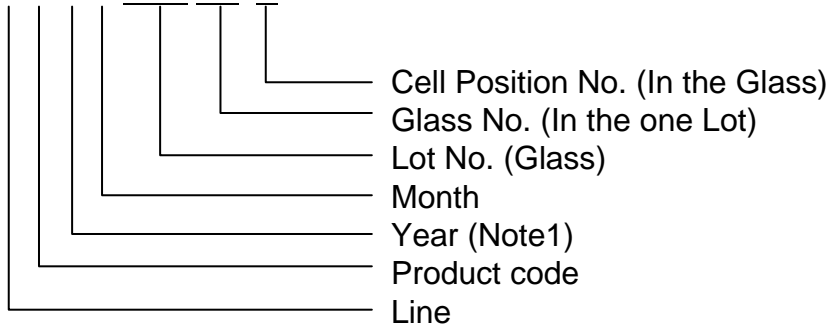 Cell Position No. (In the Glass)
Glass No. (In the one Lot)
Lot No. (Glass)
Month
Year (Note1)
Product code
Line